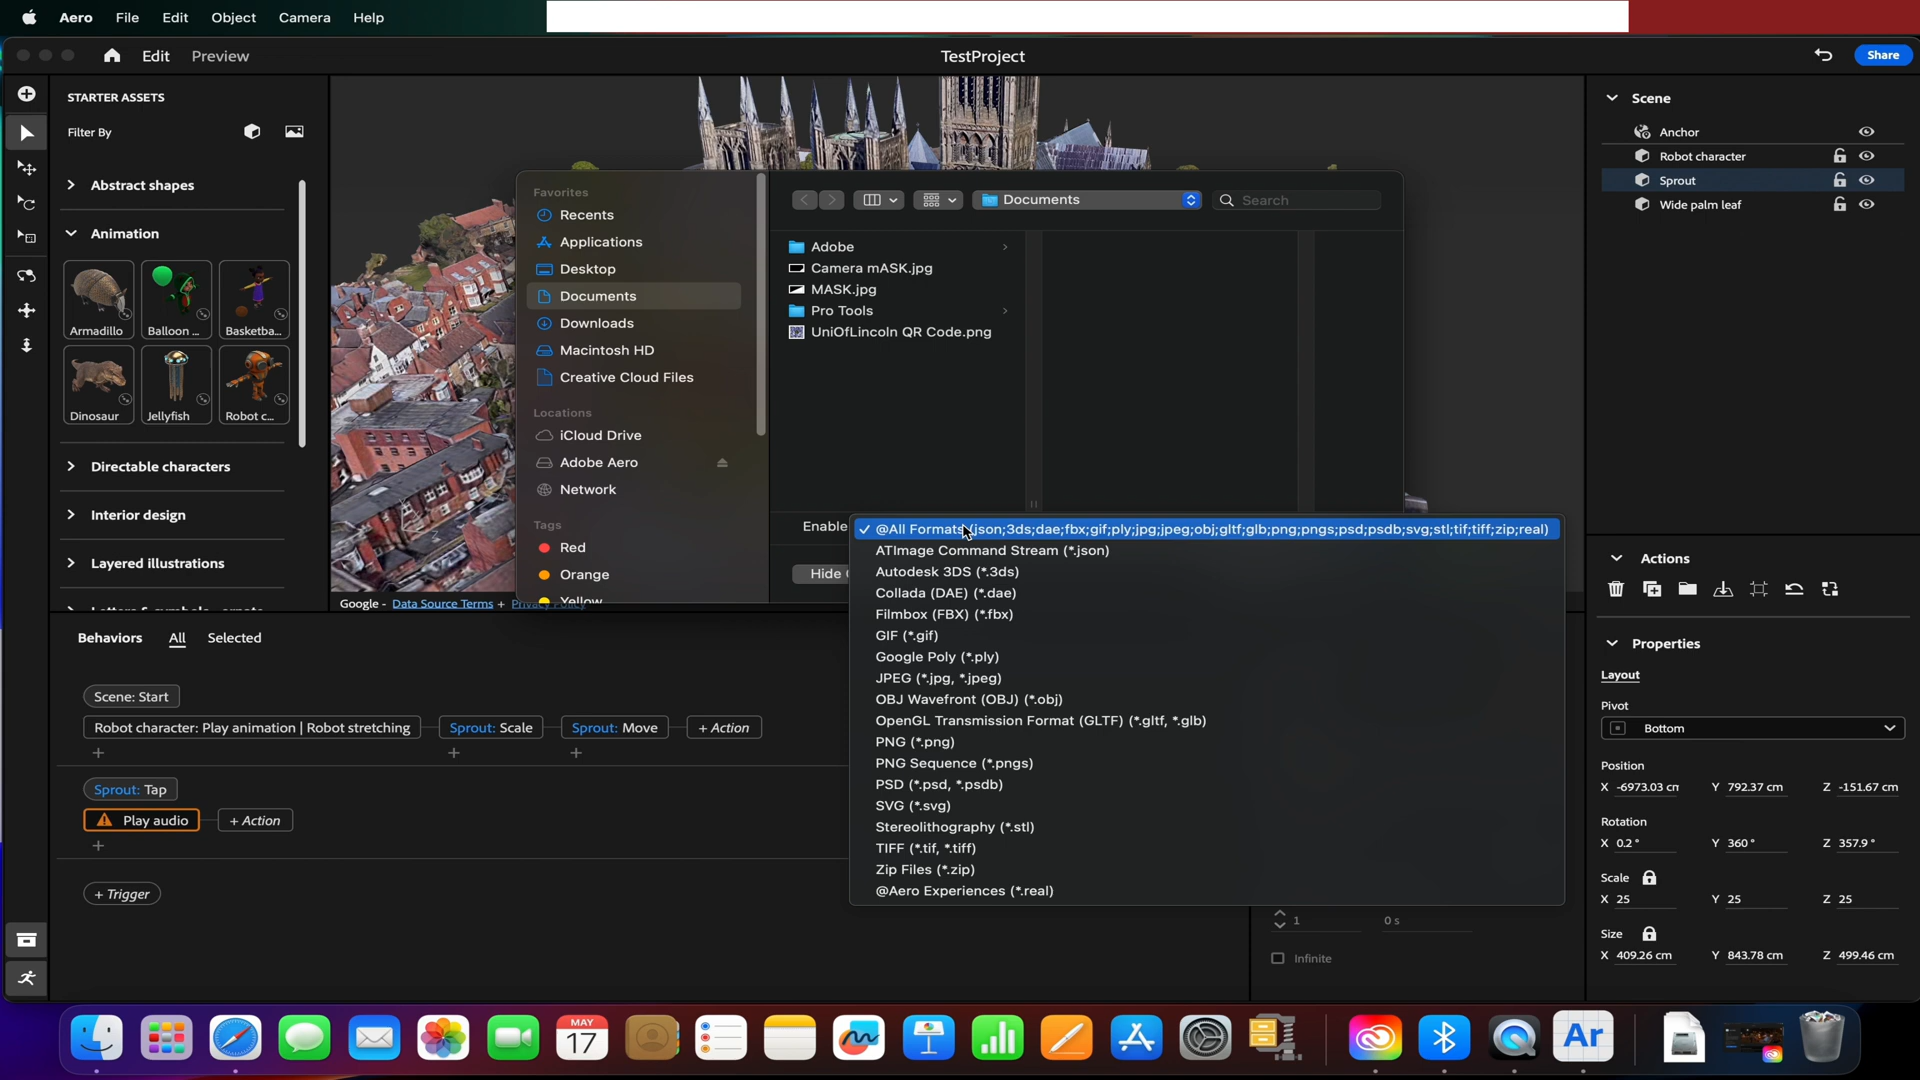 Aero File Edit Object Camera Help
Edit Preview
TestProject
Share
STARTER ASSETS
Filter By
Abstract shapes
Animation
Armadillo
Balloon ...
Basketba...
Dinosaur
Jellyfish
Robot c...
Directable characters
Interior design
Layered illustrations
Favorites
Recents
Applications
Desktop
Documents
Downloads
Macintosh HD
Creative Cloud Files
Locations
iCloud Drive
Adobe Aero
Network
Tags
Red
Orange
Yellow
Documents
Search
Adobe
Camera mASK.jpg
MASK.jpg
Pro Tools
UniOfLincoln QR Code.png
Enable
Hide
@All Formats (json;3ds;dae;fbx;gif;ply;jpg;jpeg;obj;gltf;glb;png;pngs;psd;psdb;svg;stl;tif;tiff;zip;real)
ATImage Command Stream (*.json)
Autodesk 3DS (*.3ds)
Collada (DAE) (*.dae)
Filmbox (FBX) (*.fbx)
GIF (*.gif)
Google Poly (*.ply)
JPEG (*.jpg, *.jpeg)
OBJ Wavefront (OBJ) (*.obj)
OpenGL Transmission Format (GLTF) (*.gltf, *.glb)
PNG (*.png)
PNG Sequence (*.pngs)
PSD (*.psd, *.psdb)
SVG (*.svg)
Stereolithography (*.stl)
TIFF (*.tif, *.tiff)
Zip Files (*.zip)
@Aero Experiences (*.real)
Google - Data Source Terms + Privacy Policy
Behaviors All Selected
Scene: Start
Robot character: Play animation | Robot stretching
Sprout: Scale
Sprout: Move
+ Action
Sprout: Tap
Play audio
+ Action
+ Trigger
1
0 s
Infinite
Scene
Anchor
Robot character
Sprout
Wide palm leaf
Actions
Properties
Layout
Pivot
Bottom
Position
X -6973.03 cm Y 792.37 cm Z -151.67 cm
Rotation
X 0.2° Y 360° Z 357.9°
Scale
X 25 Y 25 Z 25
Size
X 409.26 cm Y 843.78 cm Z 499.46 cm
MAY
17
Ar